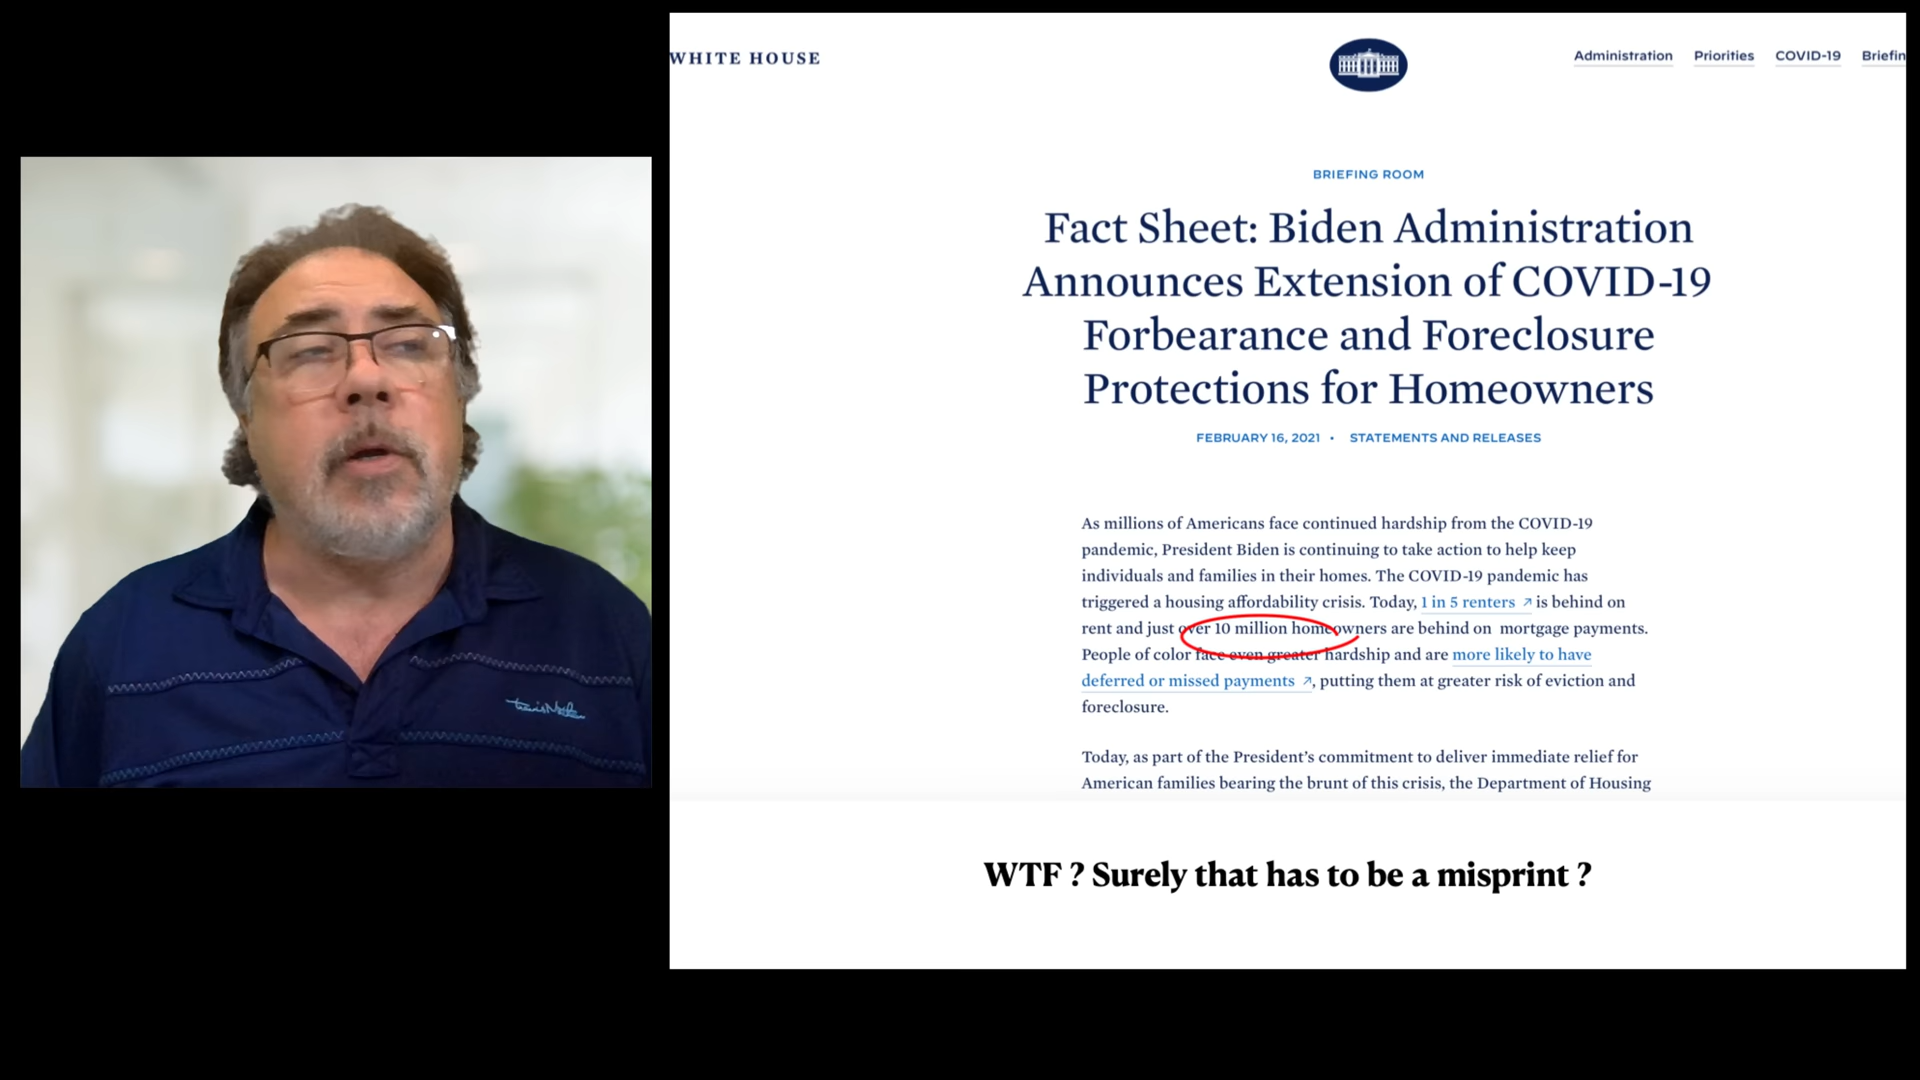 WHITE HOUSE
Administration Priorities COVID-19 Briefin
BRIEFING ROOM
Fact Sheet: Biden Administration
Announces Extension of COVID-19
Forbearance and Foreclosure
Protections for Homeowners
FEBRUARY 16, 2021 • STATEMENTS AND RELEASES
As millions of Americans face continued hardship from the COVID-19
pandemic, President Biden is continuing to take action to help keep
individuals and families in their homes. The COVID-19 pandemic has
triggered a housing affordability crisis. Today, 1 in 5 renters ↗ is behind on
rent and just over 10 million homeowners are behind on mortgage payments.
People of color face even greater hardship and are more likely to have
deferred or missed payments ↗, putting them at greater risk of eviction and
foreclosure.
Today, as part of the President’s commitment to deliver immediate relief for
American families bearing the brunt of this crisis, the Department of Housing
WTF ? Surely that has to be a misprint ?
travisMathew